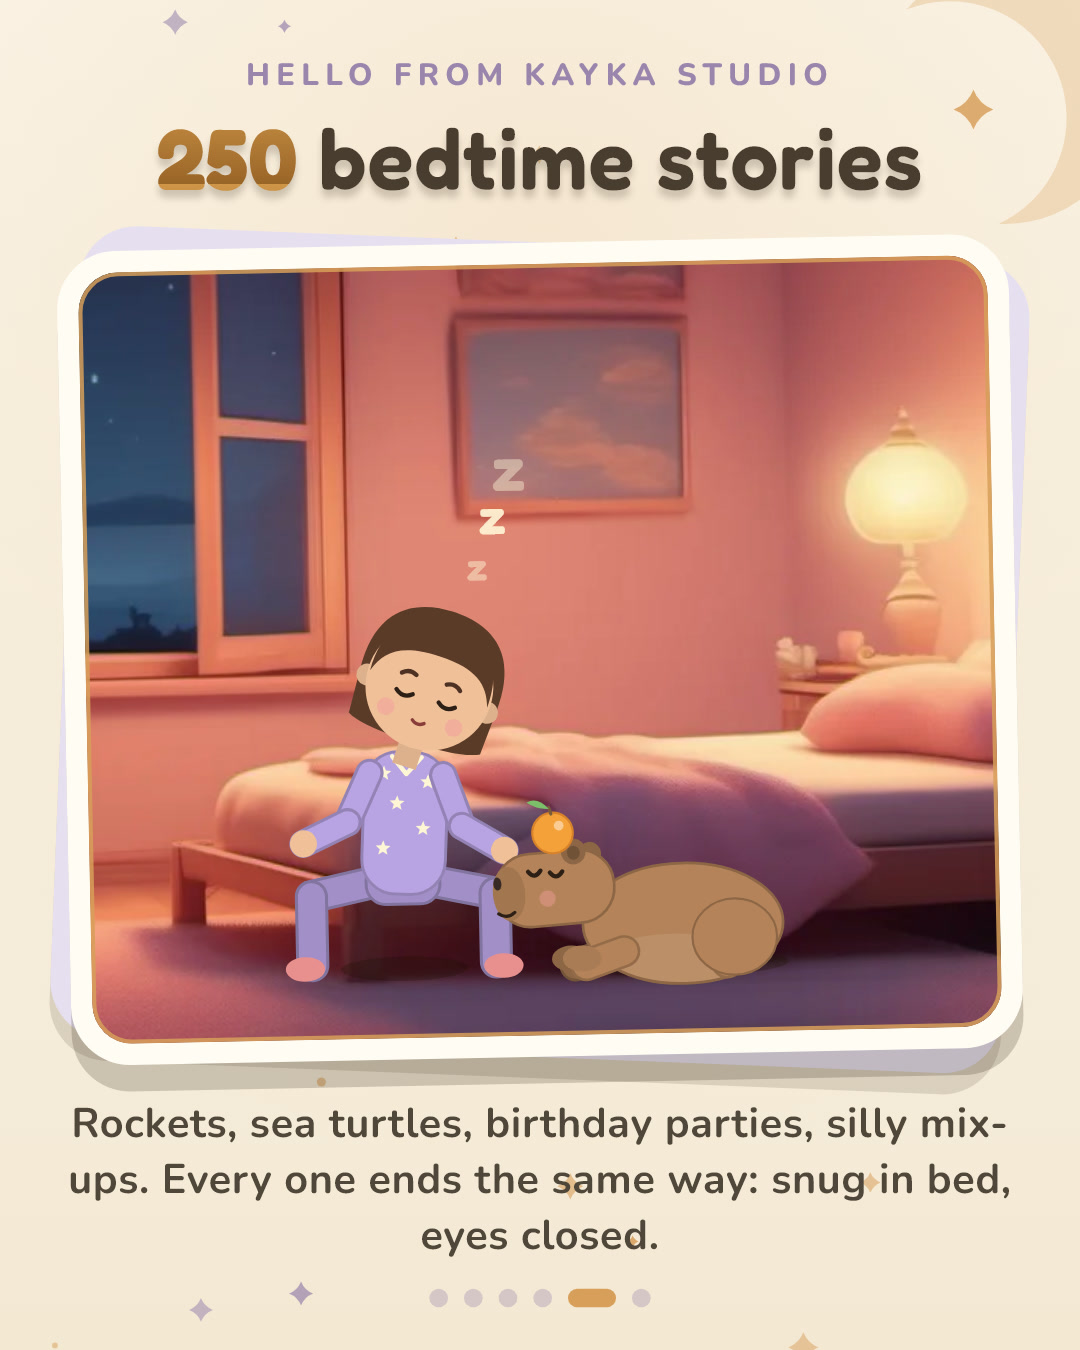 HELLO FROM KAYKA STUDIO
250 bedtime stories
z
z
z
Rockets, sea turtles, birthday parties, silly mix-
ups. Every one ends the same way: snug in bed,
eyes closed.